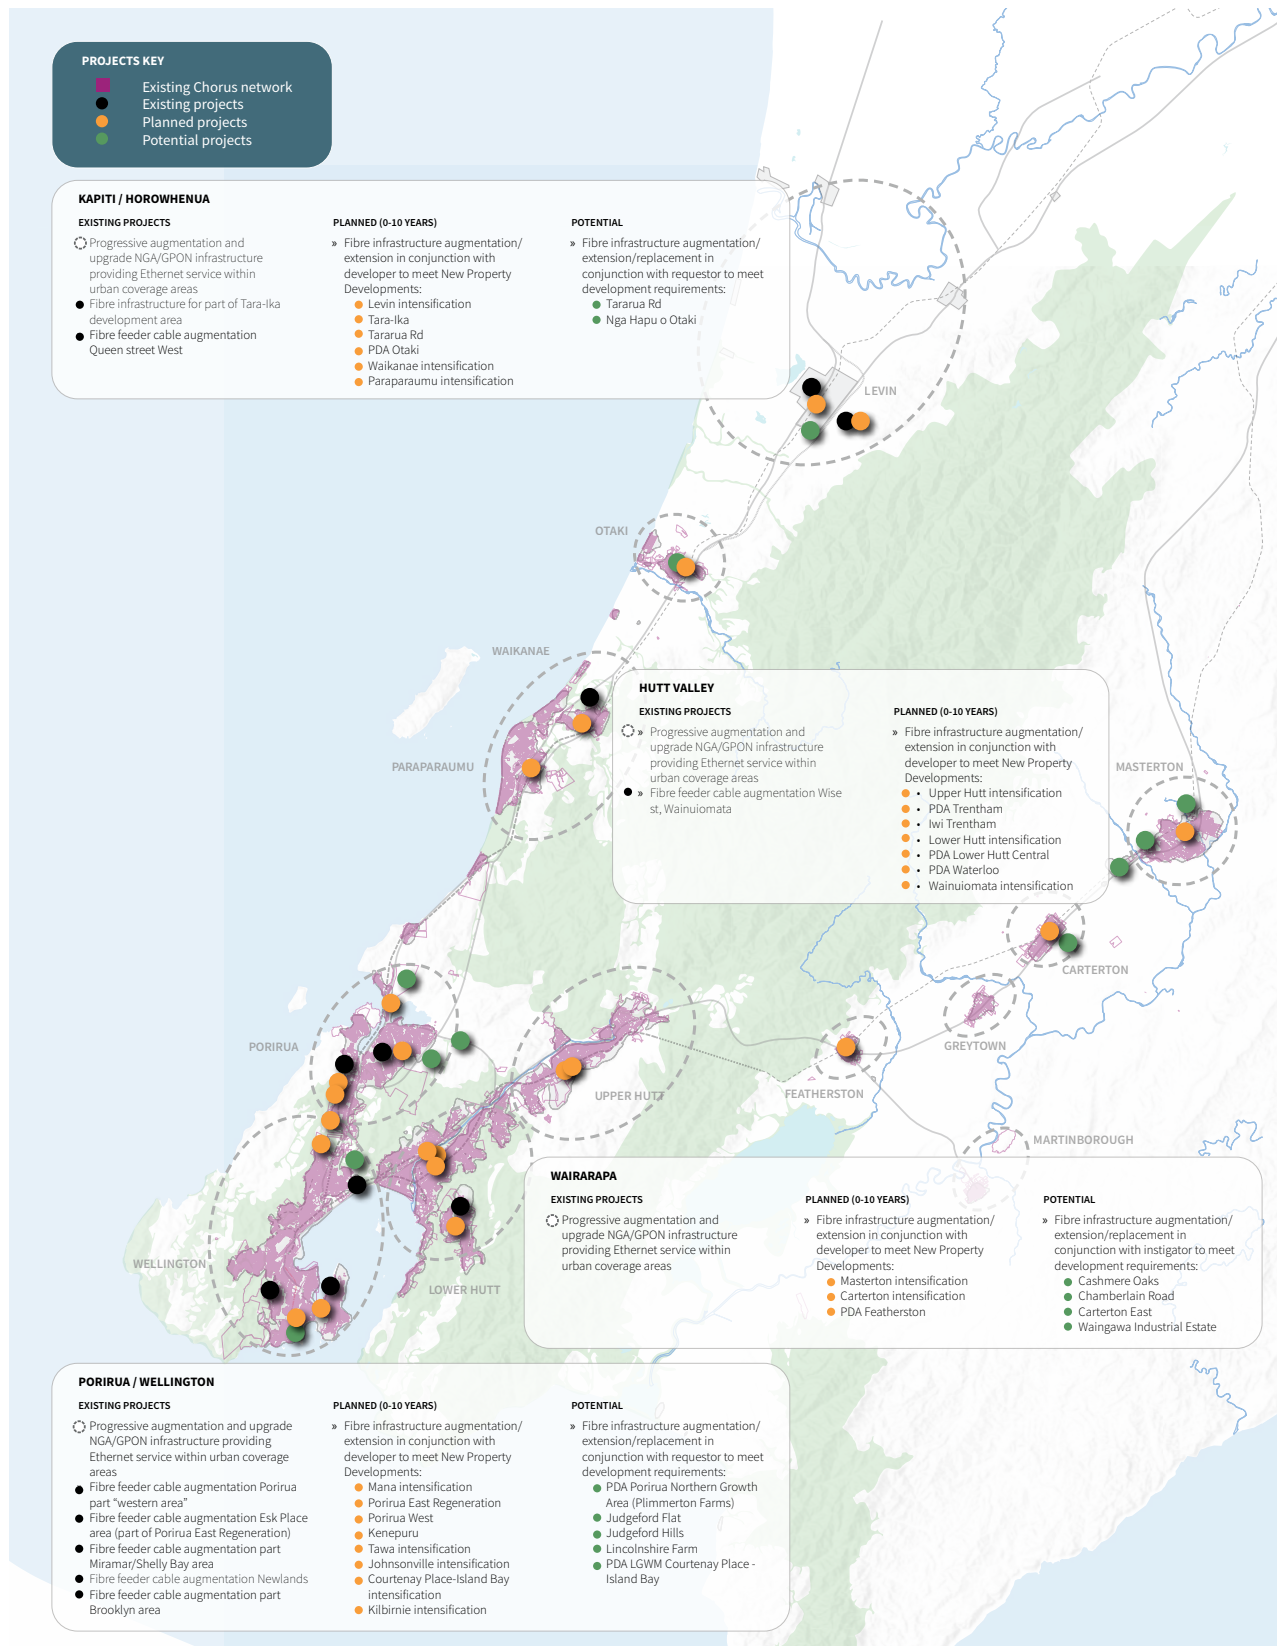 PROJECTS KEY
Existing Chorus network
Existing projects
Planned projects
Potential projects
KAPITI / HOROWHENUA
EXISTING PROJECTS
Progressive augmentation and
upgrade NGA/GPON infrastructure
providing Ethernet service within
urban coverage areas
Fibre infrastructure for part of Tara-Ika
development area
Fibre feeder cable augmentation
Queen street West
PLANNED (0-10 YEARS)
» Fibre infrastructure augmentation/
extension in conjunction with
developer to meet New Property
Developments:
Levin intensification
Tara-Ika
Tararua Rd
PDA Otaki
Waikanae intensification
Paraparaumu intensification
POTENTIAL
» Fibre infrastructure augmentation/
extension/replacement in
conjunction with requestor to meet
development requirements:
Tararua Rd
Nga Hapu o Otaki
LEVIN
OTAKI
WAIKANAE
PARAPARAUMU
HUTT VALLEY
EXISTING PROJECTS
» Progressive augmentation and
upgrade NGA/GPON infrastructure
providing Ethernet service within
urban coverage areas
» Fibre feeder cable augmentation Wise
st, Wainuiomata
PLANNED (0-10 YEARS)
» Fibre infrastructure augmentation/
extension in conjunction with
developer to meet New Property
Developments:
• Upper Hutt intensification
• PDA Trentham
• Iwi Trentham
• Lower Hutt intensification
• PDA Lower Hutt Central
• PDA Waterloo
• Wainuiomata intensification
MASTERTON
CARTERTON
GREYTOWN
PORIRUA
UPPER HUTT
FEATHERSTON
MARTINBOROUGH
WELLINGTON
LOWER HUTT
WAIRARAPA
EXISTING PROJECTS
Progressive augmentation and
upgrade NGA/GPON infrastructure
providing Ethernet service within
urban coverage areas
PLANNED (0-10 YEARS)
» Fibre infrastructure augmentation/
extension in conjunction with
developer to meet New Property
Developments:
Masterton intensification
Carterton intensification
PDA Featherston
POTENTIAL
» Fibre infrastructure augmentation/
extension/replacement in
conjunction with instigator to meet
development requirements:
Cashmere Oaks
Chamberlain Road
Carterton East
Waingawa Industrial Estate
PORIRUA / WELLINGTON
EXISTING PROJECTS
Progressive augmentation and upgrade
NGA/GPON infrastructure providing
Ethernet service within urban coverage
areas
Fibre feeder cable augmentation Porirua
part “western area”
Fibre feeder cable augmentation Esk Place
area (part of Porirua East Regeneration)
Fibre feeder cable augmentation part
Miramar/Shelly Bay area
Fibre feeder cable augmentation Newlands
Fibre feeder cable augmentation part
Brooklyn area
PLANNED (0-10 YEARS)
» Fibre infrastructure augmentation/
extension in conjunction with
developer to meet New Property
Developments:
Mana intensification
Porirua East Regeneration
Porirua West
Kenepuru
Tawa intensification
Johnsonville intensification
Courtenay Place-Island Bay
intensification
Kilbirnie intensification
POTENTIAL
» Fibre infrastructure augmentation/
extension/replacement in
conjunction with requestor to meet
development requirements:
PDA Porirua Northern Growth
Area (Plimmerton Farms)
Judgeford Flat
Judgeford Hills
Lincolnshire Farm
PDA LGWM Courtenay Place -
Island Bay